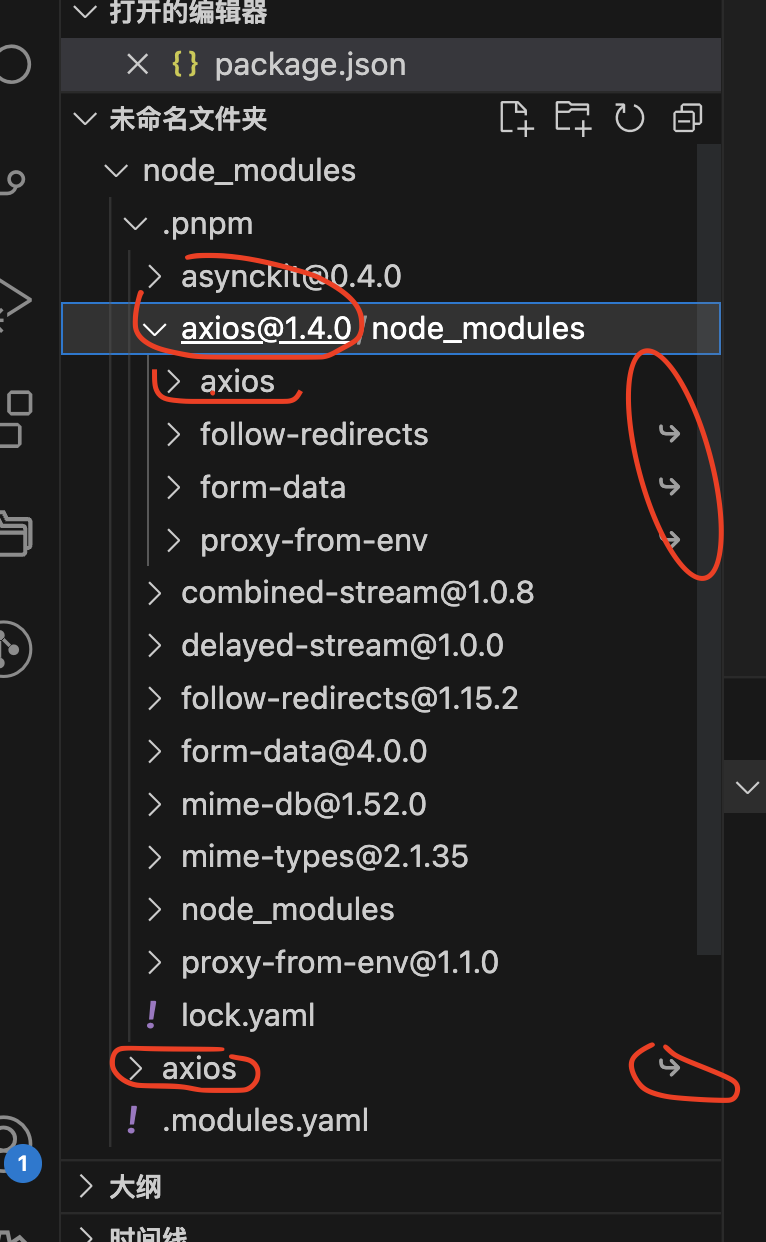 打开的编辑器
{} package.json
未命名文件夹
node_modules
.pnpm
asynckit@0.4.0
axios@1.4.0/node_modules
axios
follow-redirects
form-data
proxy-from-env
combined-stream@1.0.8
delayed-stream@1.0.0
follow-redirects@1.15.2
form-data@4.0.0
mime-db@1.52.0
mime-types@2.1.35
node_modules
proxy-from-env@1.1.0
! lock.yaml
axios
! .modules.yaml
1
大纲
时间线